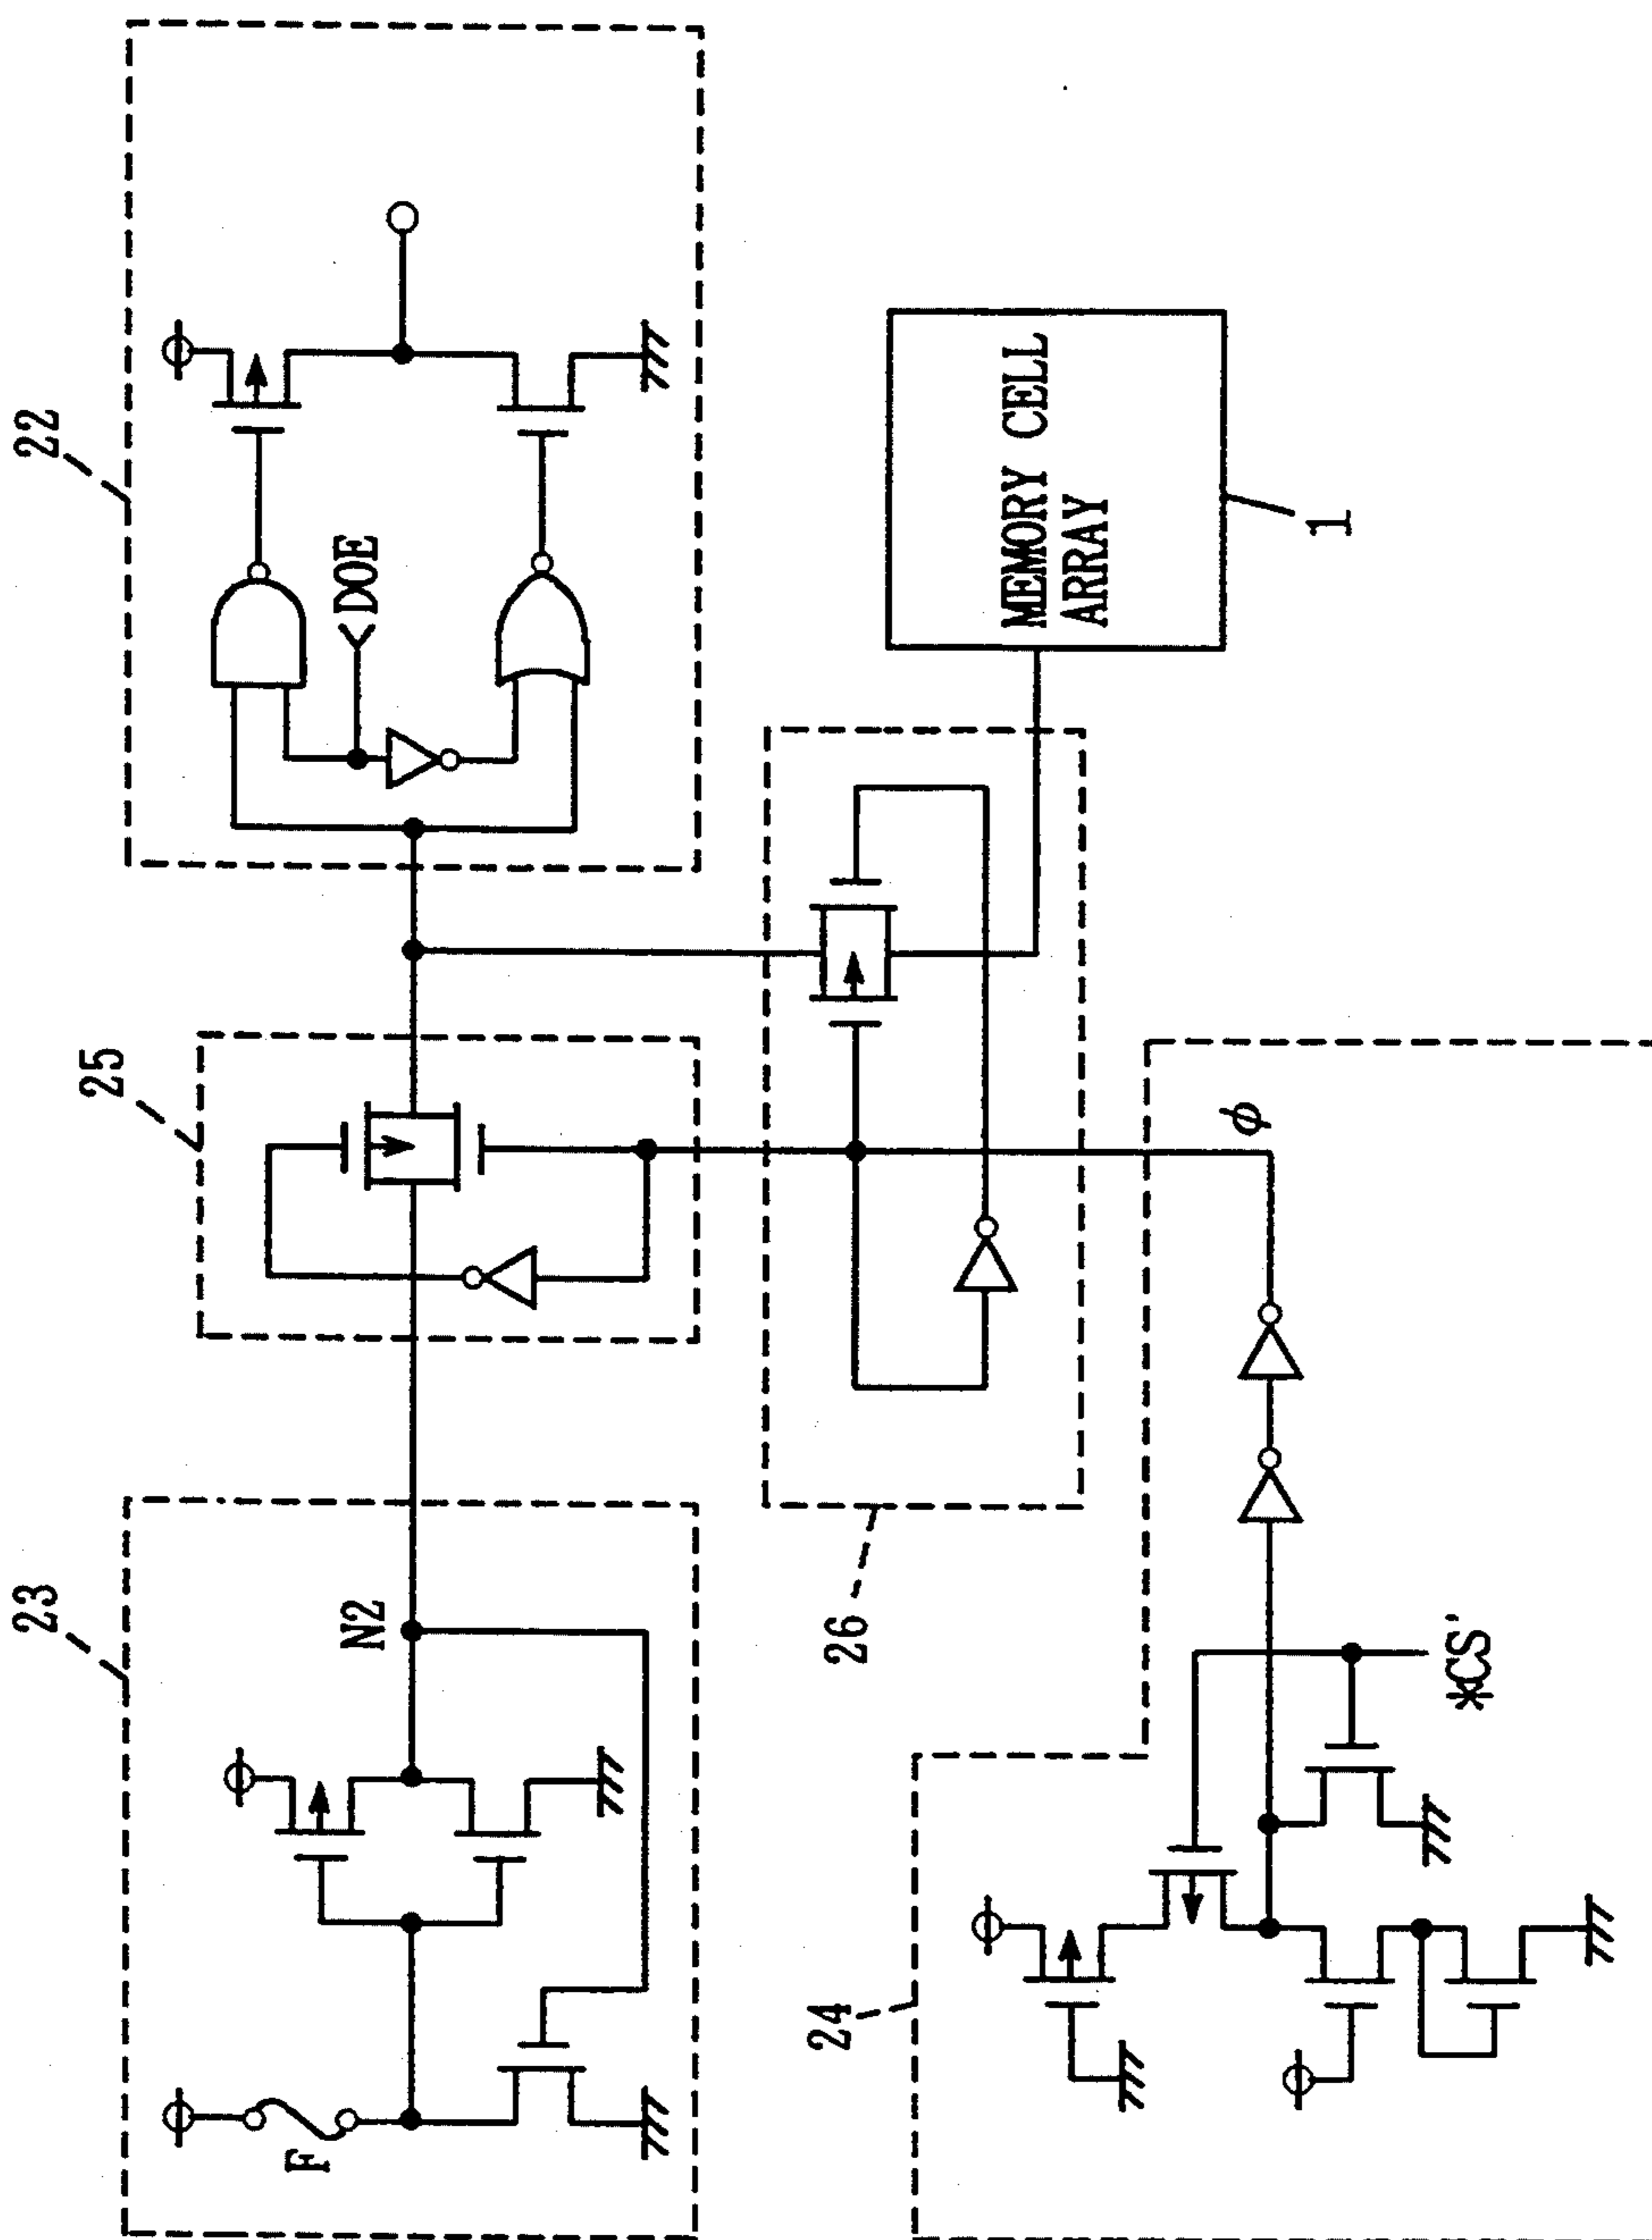 22
DOE
25
23
N2
F
MEMORY CELL
ARRAY
1
26
φ
24
*CS'